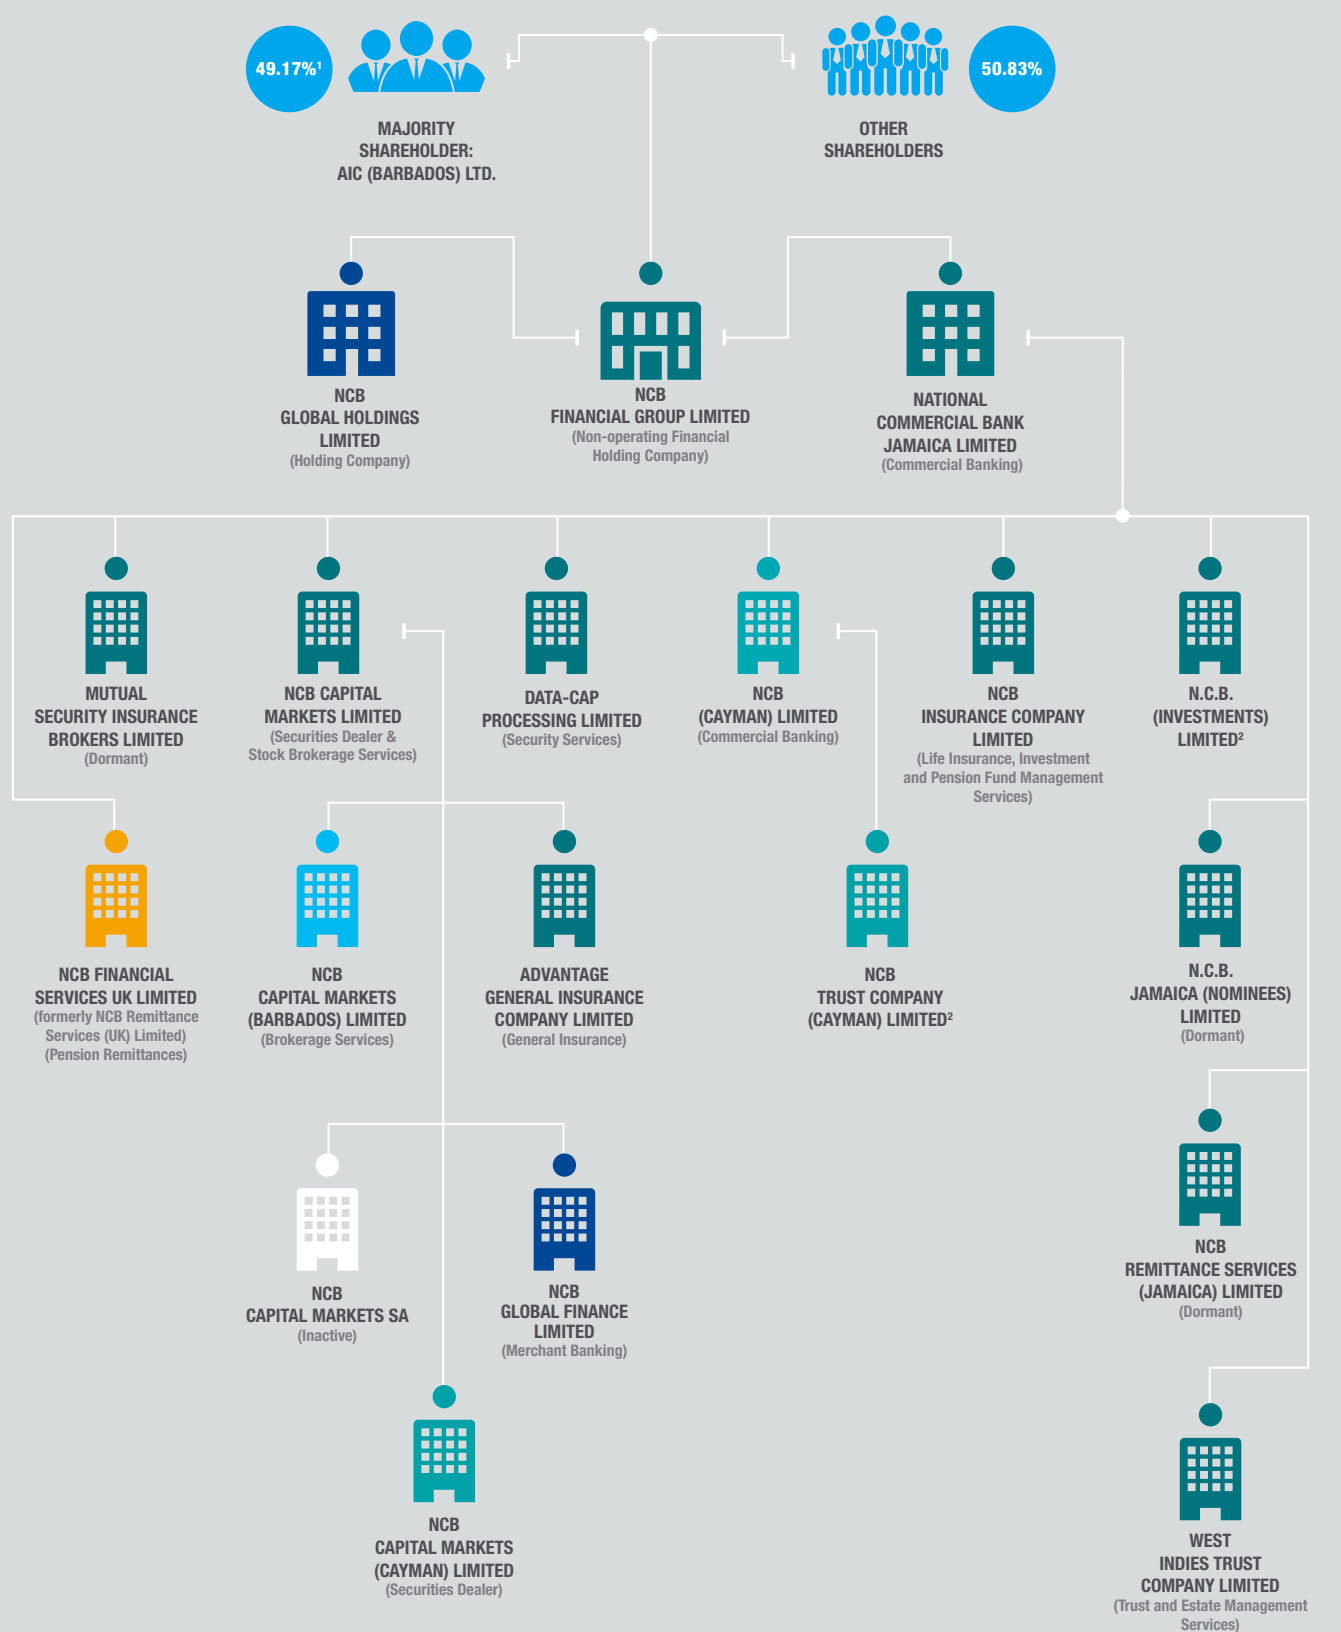 49.17%¹
MAJORITY
SHAREHOLDER:
AIC (BARBADOS) LTD.
OTHER
SHAREHOLDERS
50.83%
NCB
GLOBAL HOLDINGS
LIMITED
(Holding Company)
NCB
FINANCIAL GROUP LIMITED
(Non-operating Financial
Holding Company)
NATIONAL
COMMERCIAL BANK
JAMAICA LIMITED
(Commercial Banking)
MUTUAL
SECURITY INSURANCE
BROKERS LIMITED
(Dormant)
NCB CAPITAL
MARKETS LIMITED
(Securities Dealer &
Stock Brokerage Services)
DATA-CAP
PROCESSING LIMITED
(Security Services)
NCB
(CAYMAN) LIMITED
(Commercial Banking)
NCB
INSURANCE COMPANY
LIMITED
(Life Insurance, Investment
and Pension Fund Management
Services)
N.C.B.
(INVESTMENTS)
LIMITED²
NCB FINANCIAL
SERVICES UK LIMITED
(formerly NCB Remittance
Services (UK) Limited)
(Pension Remittances)
NCB
CAPITAL MARKETS
(BARBADOS) LIMITED
(Brokerage Services)
ADVANTAGE
GENERAL INSURANCE
COMPANY LIMITED
(General Insurance)
NCB
TRUST COMPANY
(CAYMAN) LIMITED²
N.C.B.
JAMAICA (NOMINEES)
LIMITED
(Dormant)
NCB
CAPITAL MARKETS SA
(Inactive)
NCB
GLOBAL FINANCE
LIMITED
(Merchant Banking)
NCB
REMITTANCE SERVICES
(JAMAICA) LIMITED
(Dormant)
NCB
CAPITAL MARKETS
(CAYMAN) LIMITED
(Securities Dealer)
WEST
INDIES TRUST
COMPANY LIMITED
(Trust and Estate Management
Services)